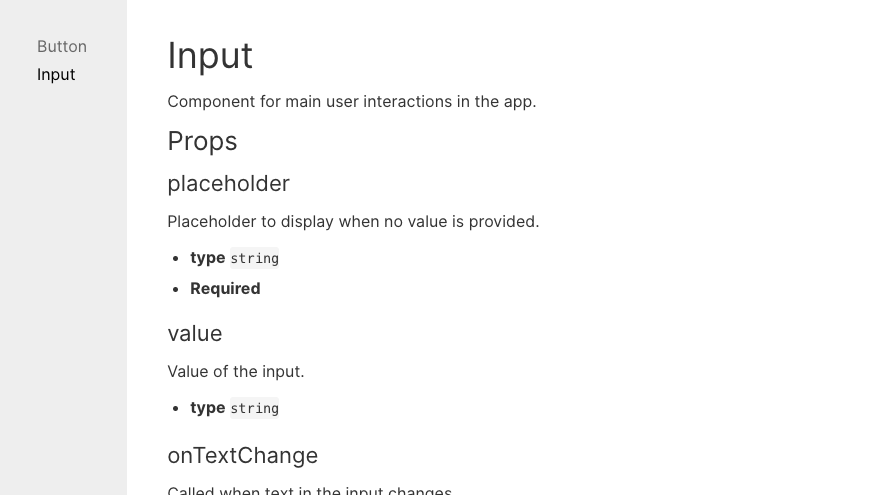 Button
Input
Input
Component for main user interactions in the app.
Props
placeholder
Placeholder to display when no value is provided.
• type string
• Required
value
Value of the input.
• type string
onTextChange
Called when text in the input changes